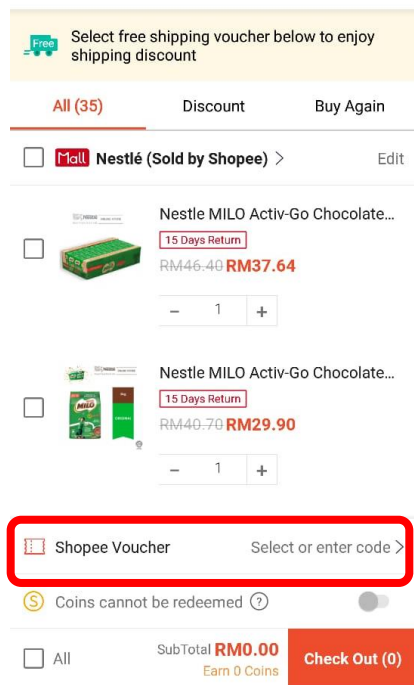 Free
Select free shipping voucher below to enjoy
shipping discount
All (35)
Discount
Buy Again
Mall Nestlé (Sold by Shopee) >
Edit
Nestle MILO Activ-Go Chocolate...
15 Days Return
RM46.40 RM37.64
− 1 +
MILO
Nestle MILO Activ-Go Chocolate...
15 Days Return
RM40.70 RM29.90
− 1 +
Shopee Voucher
Select or enter code >
S Coins cannot be redeemed ?
All
SubTotal RM0.00
Earn 0 Coins
Check Out (0)